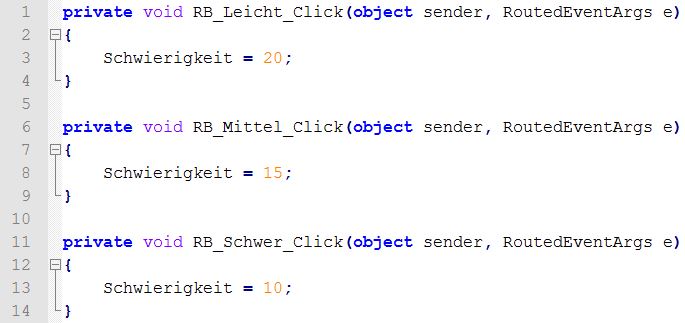 1 private void RB_Leicht_Click(object sender, RoutedEventArgs e)
2 {
3 Schwierigkeit = 20;
4 }
5
6 private void RB_Mittel_Click(object sender, RoutedEventArgs e)
7 {
8 Schwierigkeit = 15;
9 }
10
11 private void RB_Schwer_Click(object sender, RoutedEventArgs e)
12 {
13 Schwierigkeit = 10;
14 }